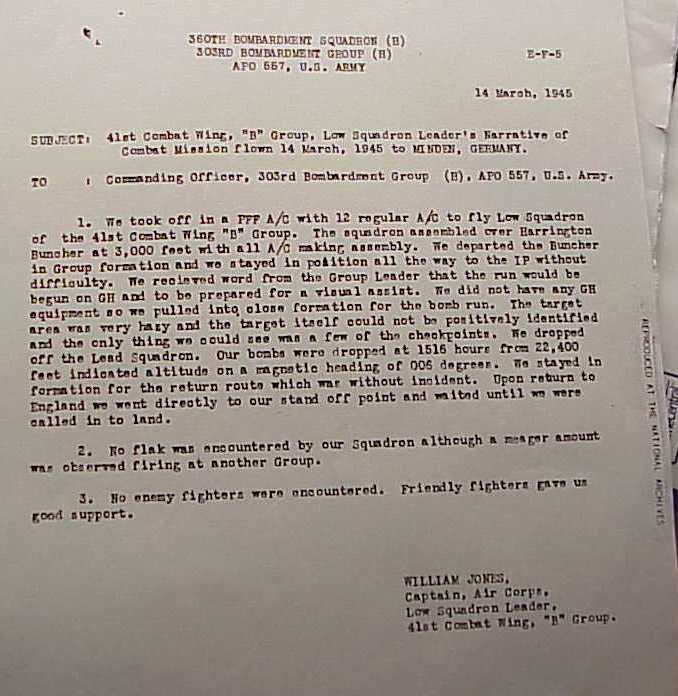 360TH BOMBARDMENT SQUADRON (H)
303RD BOMBARDMENT GROUP (H)
APO 557, U.S. ARMY
E-F-5
14 March, 1945
SUBJECT: 41st Combat Wing, "B" Group, Low Squadron Leader's Narrative of
Combat Mission flown 14 March, 1945 to MINDEN, GERMANY.
TO : Commanding Officer, 303rd Bombardment Group (H), APO 557, U.S. Army.
1. We took off in a PFF A/C with 12 regular A/C to fly Low Squadron
of the 41st Combat Wing "B" Group. The squadron assembled over Harrington
Buncher at 3,000 feet with all A/C making assembly. We departed the Buncher
in Group formation and we stayed in position all the way to the IP without
difficulty. We recieved word from the Group Leader that the run would be
begun on GH and to be prepared for a visual assist. We did not have any GH
equipment so we pulled into close formation for the bomb run. The target
area was very hazy and the target itself could not be positively identified
and the only thing we could see was a few of the checkpoints. We dropped
off the Lead Squadron. Our bombs were dropped at 1516 hours from 22,400
feet indicated altitude on a magnetic heading of 006 degrees. We stayed in
formation for the return route which was without incident. Upon return to
England we went directly to our stand off point and waited until we were
called in to land.
2. No flak was encountered by our Squadron although a meager amount
was observed firing at another Group.
3. No enemy fighters were encountered. Friendly fighters gave us
good support.
WILLIAM JONES,
Captain, Air Corps,
Low Squadron Leader,
41st Combat Wing, "B" Group.
REPRODUCED AT THE NATIONAL ARCHIVES